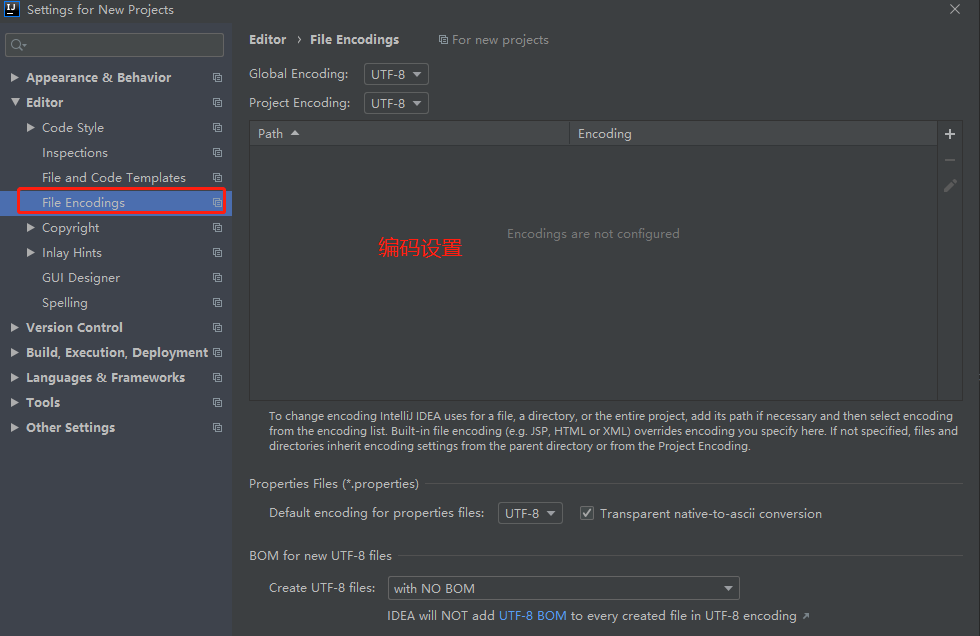 IJ
Settings for New Projects
Appearance & Behavior
Editor
Code Style
Inspections
File and Code Templates
File Encodings
Copyright
Inlay Hints
GUI Designer
Spelling
Version Control
Build, Execution, Deployment
Languages & Frameworks
Tools
Other Settings
Editor › File Encodings For new projects
Global Encoding: UTF-8
Project Encoding: UTF-8
Path Encoding
Encodings are not configured
编码设置
To change encoding IntelliJ IDEA uses for a file, a directory, or the entire project, add its path if necessary and then select encoding
from the encoding list. Built-in file encoding (e.g. JSP, HTML or XML) overrides encoding you specify here. If not specified, files and
directories inherit encoding settings from the parent directory or from the Project Encoding.
Properties Files (*.properties)
Default encoding for properties files: UTF-8 Transparent native-to-ascii conversion
BOM for new UTF-8 files
Create UTF-8 files: with NO BOM
IDEA will NOT add UTF-8 BOM to every created file in UTF-8 encoding ↗